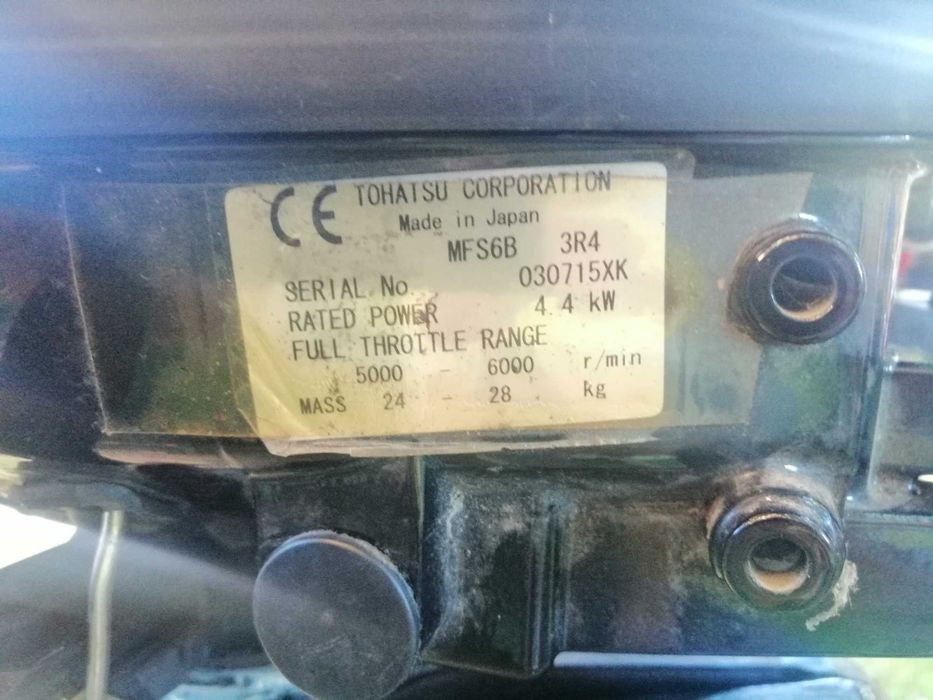 CE TOHATSU CORPORATION
Made in Japan
MFS6B 3R4
SERIAL No. 030715XK
RATED POWER 4.4 kW
FULL THROTTLE RANGE
5000 - 6000 r/min
MASS 24 - 28 kg